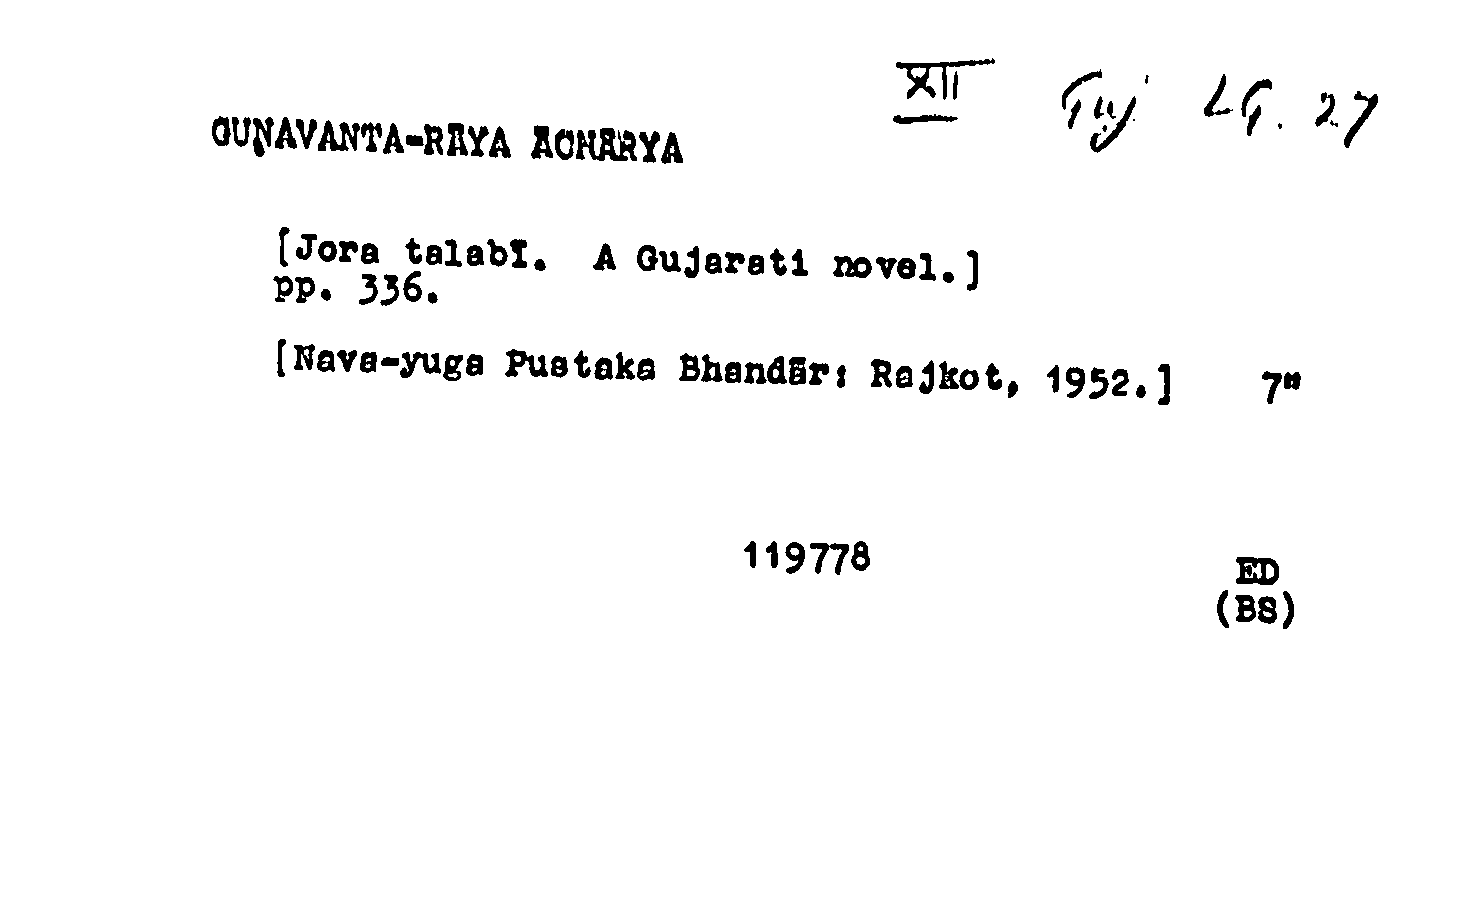 XII Guj LG. 27
GUṆAVANTA-RĀYA ĀCHĀRYA
[Jora talabī. A Gujarati novel.]
pp. 336.
[Nava-yuga Pustaka Bhandār: Rajkot, 1952.] 7"
119778
ED
(BS)